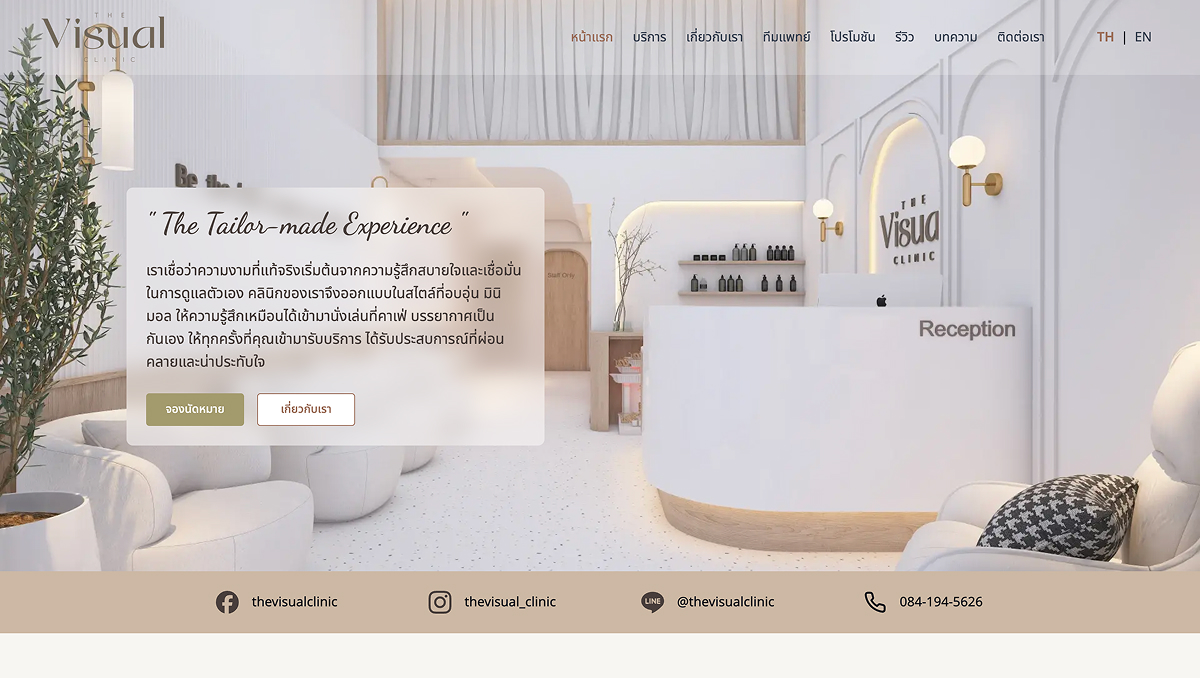 THE
Visual
CLINIC
หน้าแรก บริการ เกี่ยวกับเรา ทีมแพทย์ โปรโมชัน รีวิว บทความ ติดต่อเรา TH | EN
Be the
" The Tailor-made Experience "
เราเชื่อว่าความงามที่แท้จริงเริ่มต้นจากความรู้สึกสบายใจและเชื่อมั่น
ในการดูแลตัวเอง คลินิกของเราจึงออกแบบในสไตล์ที่อบอุ่น มินิ
มอล ให้ความรู้สึกเหมือนได้เข้ามานั่งเล่นที่คาเฟ่ บรรยากาศเป็น
กันเอง ให้ทุกครั้งที่คุณเข้ามารับบริการ ได้รับประสบการณ์ที่ผ่อน
คลายและน่าประทับใจ
จองนัดหมาย เกี่ยวกับเรา
Staff Only
THE
Visual
CLINIC
Reception
thevisualclinic thevisual_clinic LINE @thevisualclinic 084-194-5626